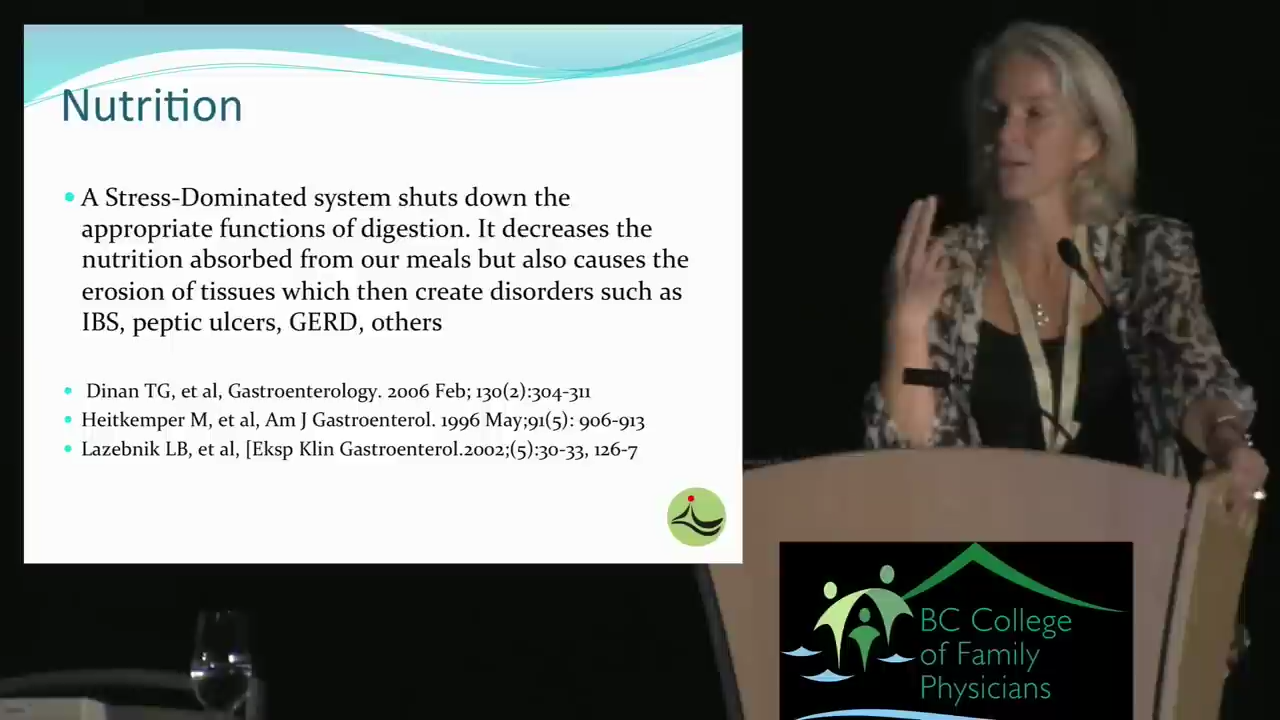 Nutrition
• A Stress-Dominated system shuts down the
appropriate functions of digestion. It decreases the
nutrition absorbed from our meals but also causes the
erosion of tissues which then create disorders such as
IBS, peptic ulcers, GERD, others
• Dinan TG, et al, Gastroenterology. 2006 Feb; 130(2):304-311
• Heitkemper M, et al, Am J Gastroenterol. 1996 May;91(5): 906-913
• Lazebnik LB, et al, [Eksp Klin Gastroenterol.2002;(5):30-33, 126-7
BC College
of Family
Physicians